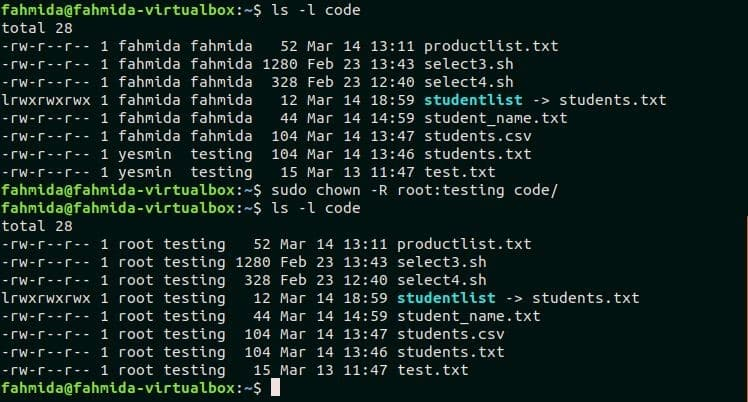 fahmida@fahmida-virtualbox:~$ ls -l code
total 28
-rw-r--r-- 1 fahmida fahmida   52 Mar 14 13:11 productlist.txt
-rw-r--r-- 1 fahmida fahmida 1280 Feb 23 13:43 select3.sh
-rw-r--r-- 1 fahmida fahmida  328 Feb 23 12:40 select4.sh
lrwxrwxrwx 1 fahmida fahmida   12 Mar 14 18:59 studentlist -> students.txt
-rw-r--r-- 1 fahmida fahmida   44 Mar 14 14:59 student_name.txt
-rw-r--r-- 1 fahmida fahmida  104 Mar 14 13:47 students.csv
-rw-r--r-- 1 yesmin  testing  104 Mar 14 13:46 students.txt
-rw-r--r-- 1 yesmin  testing   15 Mar 13 11:47 test.txt
fahmida@fahmida-virtualbox:~$ sudo chown -R root:testing code/
fahmida@fahmida-virtualbox:~$ ls -l code
total 28
-rw-r--r-- 1 root testing   52 Mar 14 13:11 productlist.txt
-rw-r--r-- 1 root testing 1280 Feb 23 13:43 select3.sh
-rw-r--r-- 1 root testing  328 Feb 23 12:40 select4.sh
lrwxrwxrwx 1 root testing   12 Mar 14 18:59 studentlist -> students.txt
-rw-r--r-- 1 root testing   44 Mar 14 14:59 student_name.txt
-rw-r--r-- 1 root testing  104 Mar 14 13:47 students.csv
-rw-r--r-- 1 root testing  104 Mar 14 13:46 students.txt
-rw-r--r-- 1 root testing   15 Mar 13 11:47 test.txt
fahmida@fahmida-virtualbox:~$